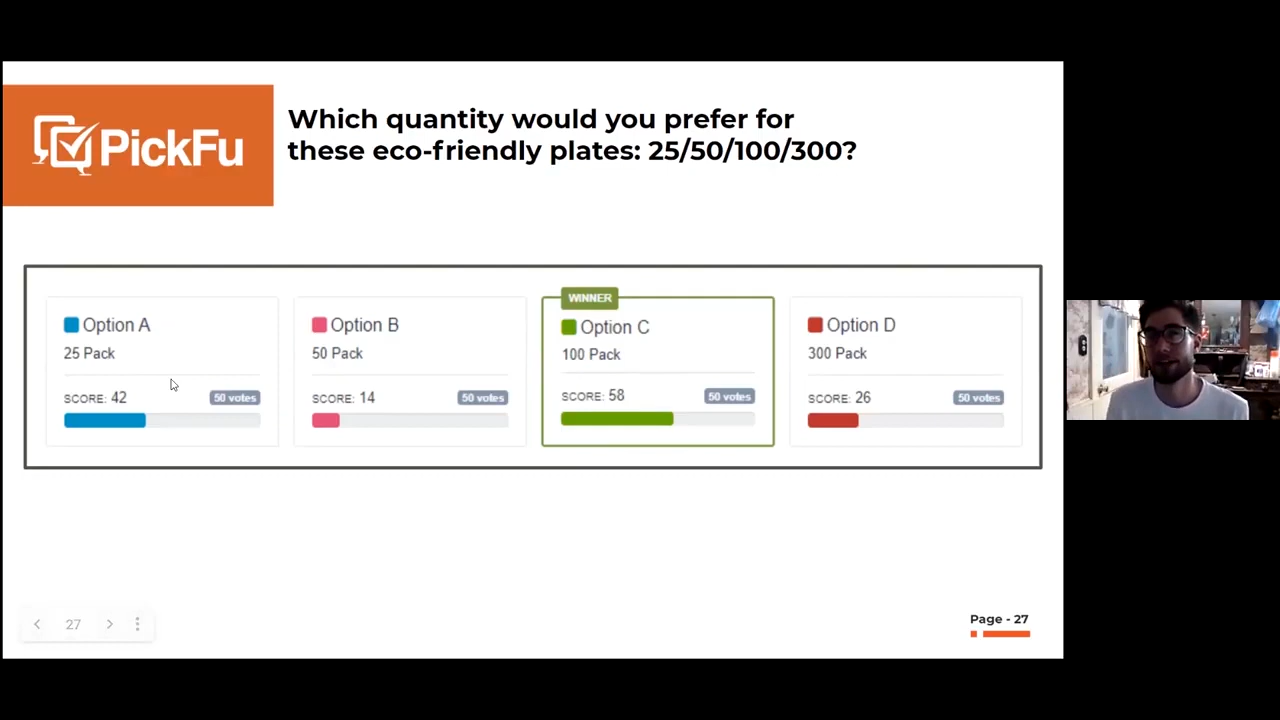 PickFu
Which quantity would you prefer for
these eco-friendly plates: 25/50/100/300?
Option A
25 Pack
SCORE: 42
50 votes
Option B
50 Pack
SCORE: 14
50 votes
WINNER
Option C
100 Pack
SCORE: 58
50 votes
Option D
300 Pack
SCORE: 26
50 votes
27
Page - 27